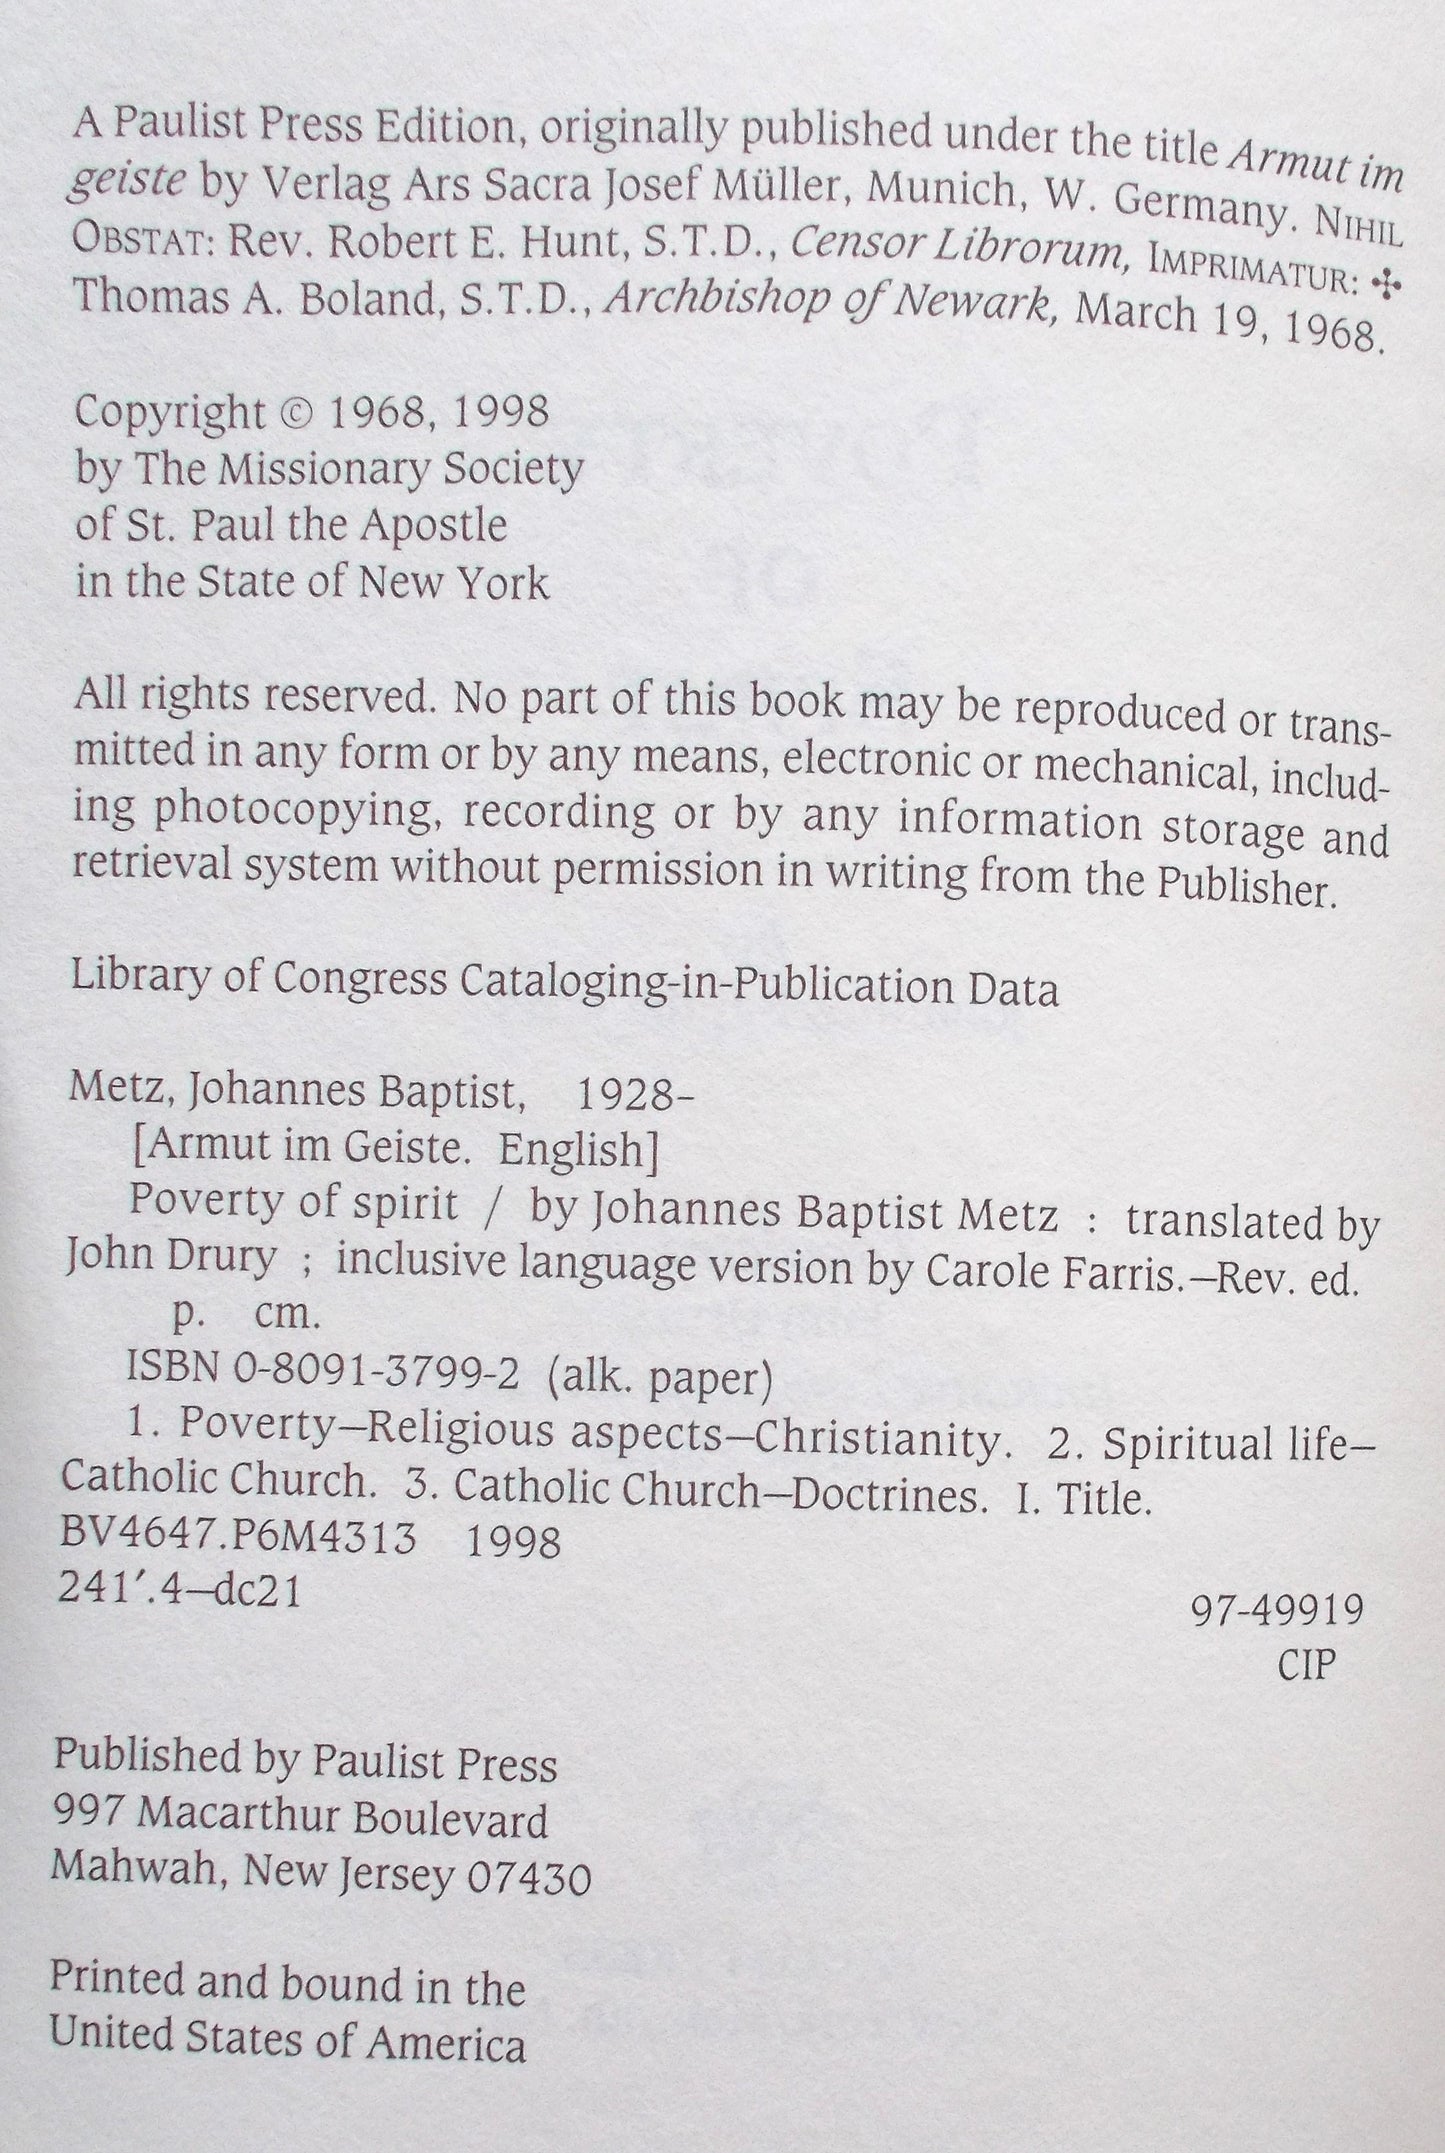 A Paulist Press Edition, originally published under the title Armut im
geiste by Verlag Ars Sacra Josef Müller, Munich, W. Germany. NIHIL
OBSTAT: Rev. Robert E. Hunt, S.T.D., Censor Librorum, IMPRIMATUR: ✣
Thomas A. Boland, S.T.D., Archbishop of Newark, March 19, 1968.
Copyright © 1968, 1998
by The Missionary Society
of St. Paul the Apostle
in the State of New York
All rights reserved. No part of this book may be reproduced or trans-
mitted in any form or by any means, electronic or mechanical, includ-
ing photocopying, recording or by any information storage and
retrieval system without permission in writing from the Publisher.
Library of Congress Cataloging-in-Publication Data
Metz, Johannes Baptist, 1928–
[Armut im Geiste. English]
Poverty of spirit / by Johannes Baptist Metz : translated by
John Drury ; inclusive language version by Carole Farris.—Rev. ed.
p. cm.
ISBN 0-8091-3799-2 (alk. paper)
1. Poverty—Religious aspects—Christianity. 2. Spiritual life—
Catholic Church. 3. Catholic Church—Doctrines. I. Title.
BV4647.P6M4313 1998
241′.4—dc21
97-49919
CIP
Published by Paulist Press
997 Macarthur Boulevard
Mahwah, New Jersey 07430
Printed and bound in the
United States of America